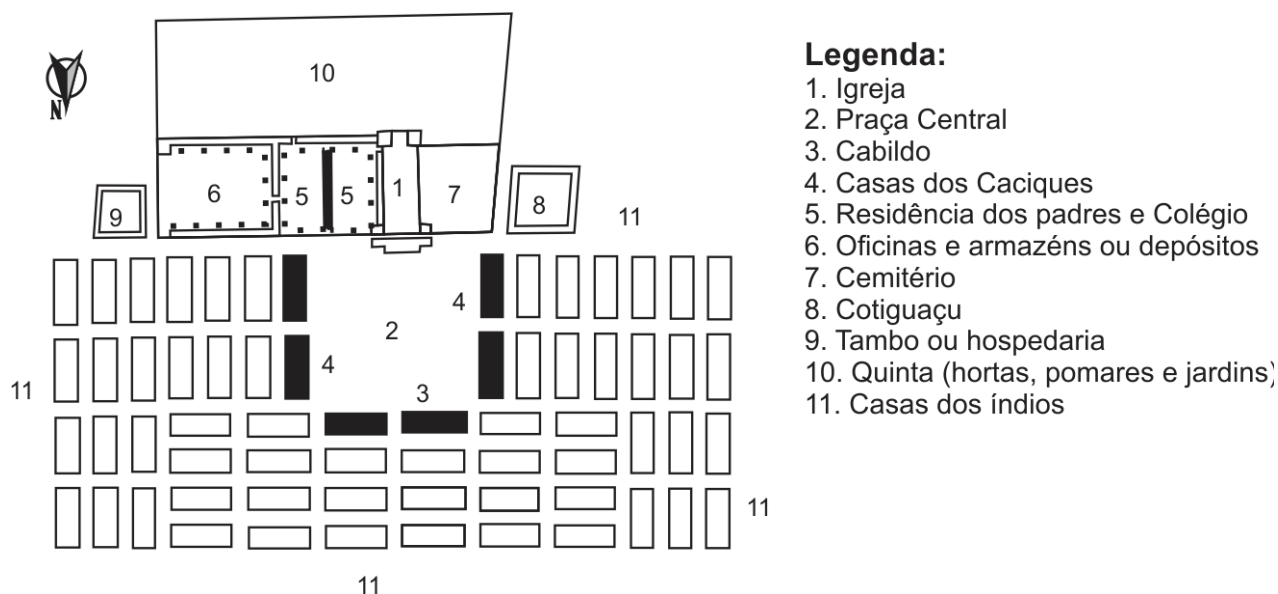 10
N
6
5
5
1
7
9
8
11
4
2
4
11
3
11
11
Legenda:
1. Igreja
2. Praça Central
3. Cabildo
4. Casas dos Caciques
5. Residência dos padres e Colégio
6. Oficinas e armazéns ou depósitos
7. Cemitério
8. Cotiguaçu
9. Tambo ou hospedaria
10. Quinta (hortas, pomares e jardins)
11. Casas dos índios